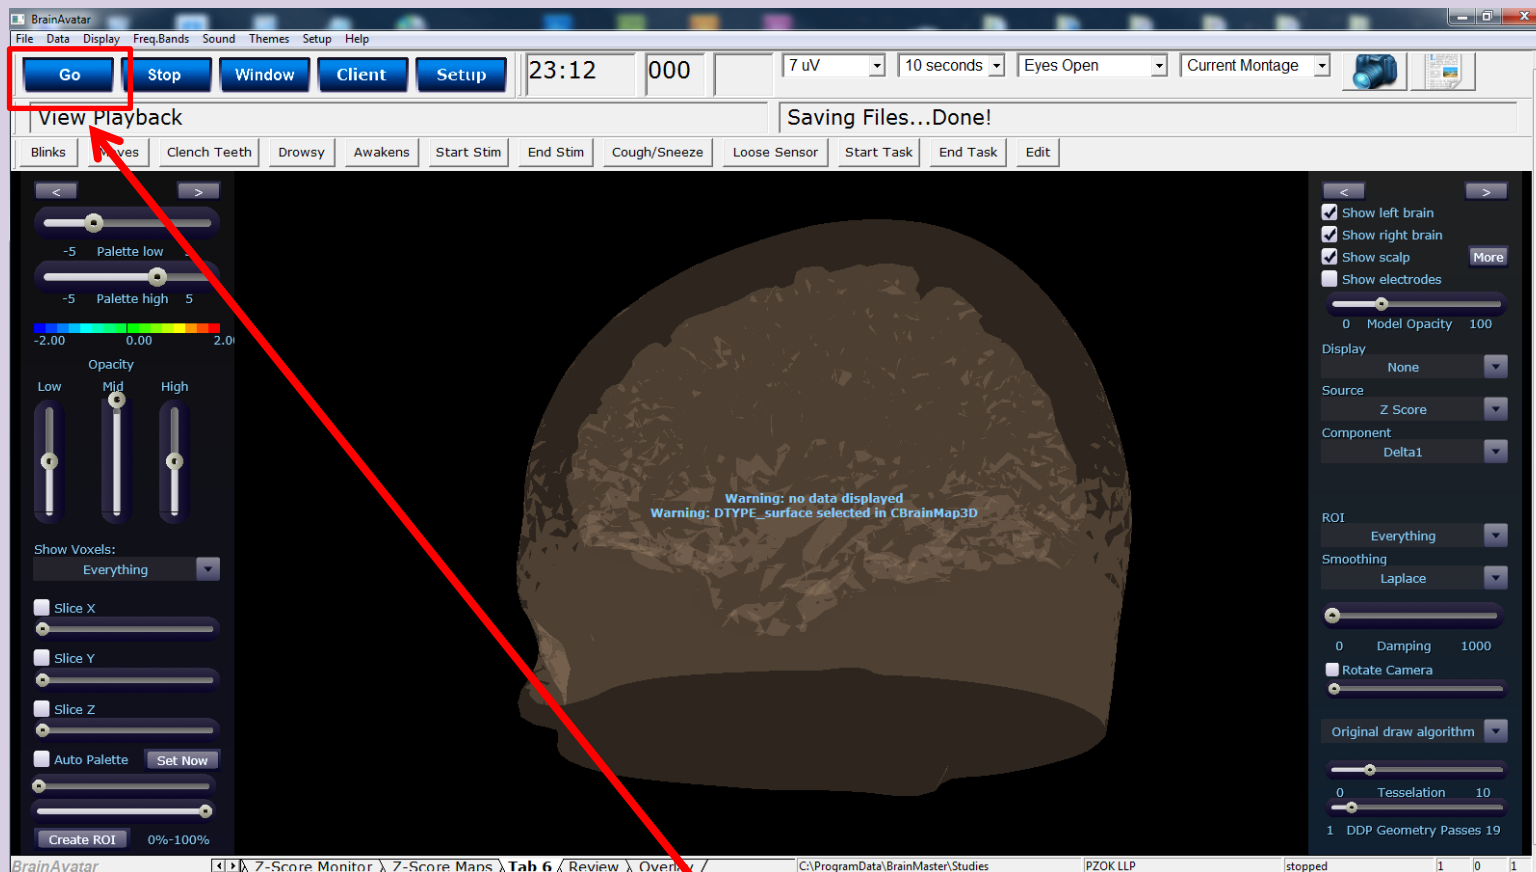 BrainAvatar
File Data Display Freq.Bands Sound Themes Setup Help
Go Stop Window Client Setup 23:12 000 7 uV 10 seconds Eyes Open Current Montage
View Playback Saving Files...Done!
Blinks Clench Teeth Drowsy Awakens Start Stim End Stim Cough/Sneeze Loose Sensor Start Task End Task Edit
< >
-5 Palette low
-5 Palette high 5
-2.00 0.00 2.0
Opacity
Low Mid High
Show Voxels:
Everything
Slice X
Slice Y
Slice Z
Auto Palette Set Now
Create ROI 0%-100%
Warning: no data displayed
Warning: DTYPE_surface selected in CBrainMap3D
< >
Show left brain
Show right brain
Show scalp More
Show electrodes
0 Model Opacity 100
Display
None
Source
Z Score
Component
Delta1
ROI
Everything
Smoothing
Laplace
0 Damping 1000
Rotate Camera
Original draw algorithm
0 Tesselation 10
1 DDP Geometry Passes 19
BrainAvatar Z-Score Monitor Z-Score Maps Tab 6 Review Overlay C:\ProgramData\BrainMaster\Studies PZOK LLP stopped 1 0 1